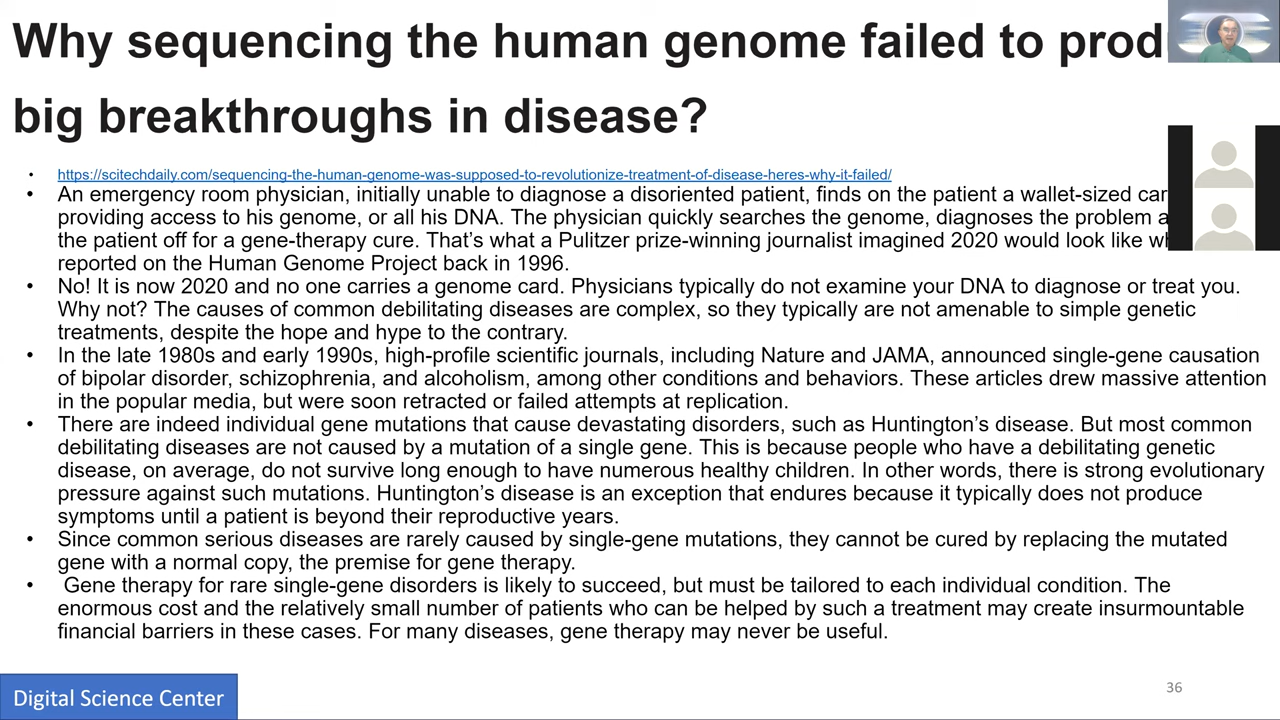 Why sequencing the human genome failed to
big breakthroughs in disease?
• https://scitechdaily.com/sequencing-the-human-genome-was-supposed-to-revolutionize-treatment-of-disease-heres-why-it-failed/
• An emergency room physician, initially unable to diagnose a disoriented patient, finds on the patient a wallet-sized
providing access to his genome, or all his DNA. The physician quickly searches the genome, diagnoses the problem
the patient off for a gene-therapy cure. That’s what a Pulitzer prize-winning journalist imagined 2020 would look like
reported on the Human Genome Project back in 1996.
• No! It is now 2020 and no one carries a genome card. Physicians typically do not examine your DNA to diagnose or treat you.
Why not? The causes of common debilitating diseases are complex, so they typically are not amenable to simple genetic
treatments, despite the hope and hype to the contrary.
• In the late 1980s and early 1990s, high-profile scientific journals, including Nature and JAMA, announced single-gene causation
of bipolar disorder, schizophrenia, and alcoholism, among other conditions and behaviors. These articles drew massive attention
in the popular media, but were soon retracted or failed attempts at replication.
• There are indeed individual gene mutations that cause devastating disorders, such as Huntington’s disease. But most common
debilitating diseases are not caused by a mutation of a single gene. This is because people who have a debilitating genetic
disease, on average, do not survive long enough to have numerous healthy children. In other words, there is strong evolutionary
pressure against such mutations. Huntington’s disease is an exception that endures because it typically does not produce
symptoms until a patient is beyond their reproductive years.
• Since common serious diseases are rarely caused by single-gene mutations, they cannot be cured by replacing the mutated
gene with a normal copy, the premise for gene therapy.
• Gene therapy for rare single-gene disorders is likely to succeed, but must be tailored to each individual condition. The
enormous cost and the relatively small number of patients who can be helped by such a treatment may create insurmountable
financial barriers in these cases. For many diseases, gene therapy may never be useful.
Digital Science Center
36